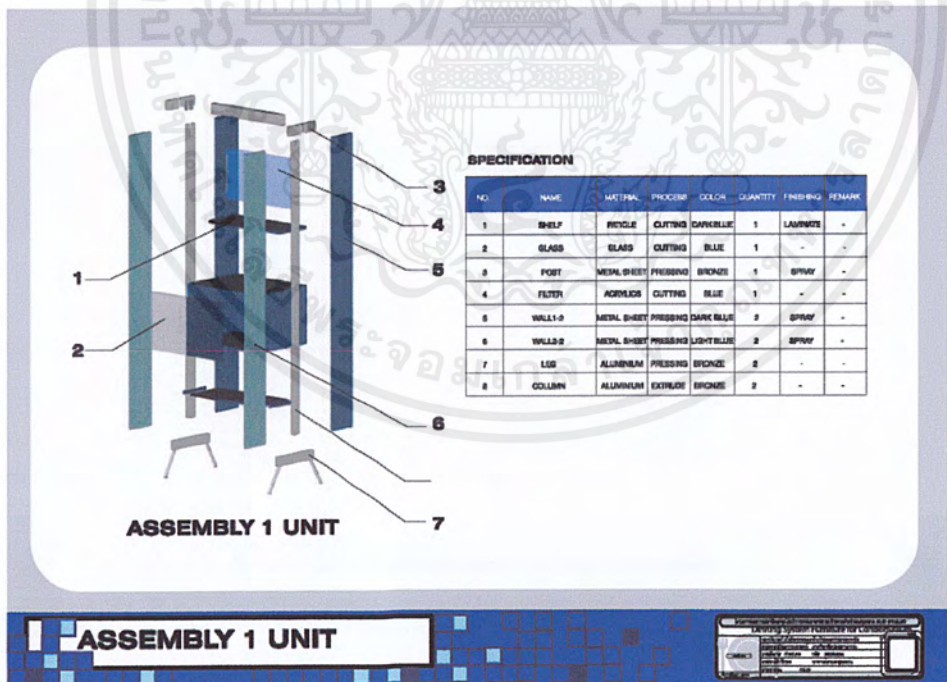 SPECIFICATION
NO. NAME MATERIAL PROCESS COLOR QUANTITY FINISHING REMARK
1 SHELF CUTTING DARK BLUE 1 LAMINATE -
2 GLASS GLASS CUTTING BLUE 1 - -
3 POST METAL SHEET PRESSING BRONZE 1 SPRAY -
4 FILTER ACRYLICS CUTTING BLUE 1 - -
5 WALL1-2 METAL SHEET PRESSING DARK BLUE 2 SPRAY -
6 WALL2-2 METAL SHEET PRESSING LIGHT BLUE 2 SPRAY -
7 LEG ALUMINIUM PRESSING BRONZE 2 - -
8 COLUMN ALUMINIUM EXTRUDE BRONZE 2 - -
3
4
5
1
2
6
7
ASSEMBLY 1 UNIT
ASSEMBLY 1 UNIT